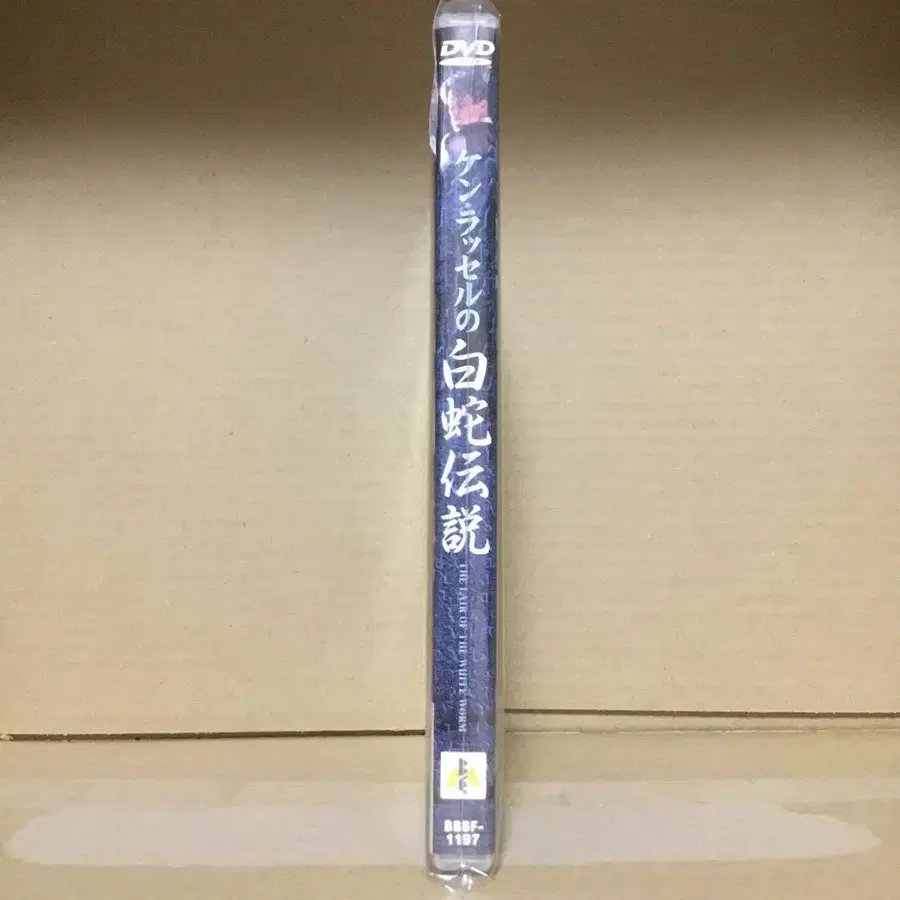 DVD
ケン・ラッセルの
白蛇伝説
THE LAIR OF THE WHITE WORM
BBBF-
1197